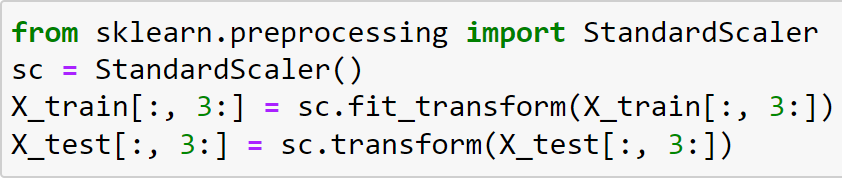 from sklearn.preprocessing import StandardScaler
sc = StandardScaler()
X_train[:, 3:] = sc.fit_transform(X_train[:, 3:])
X_test[:, 3:] = sc.transform(X_test[:, 3:])